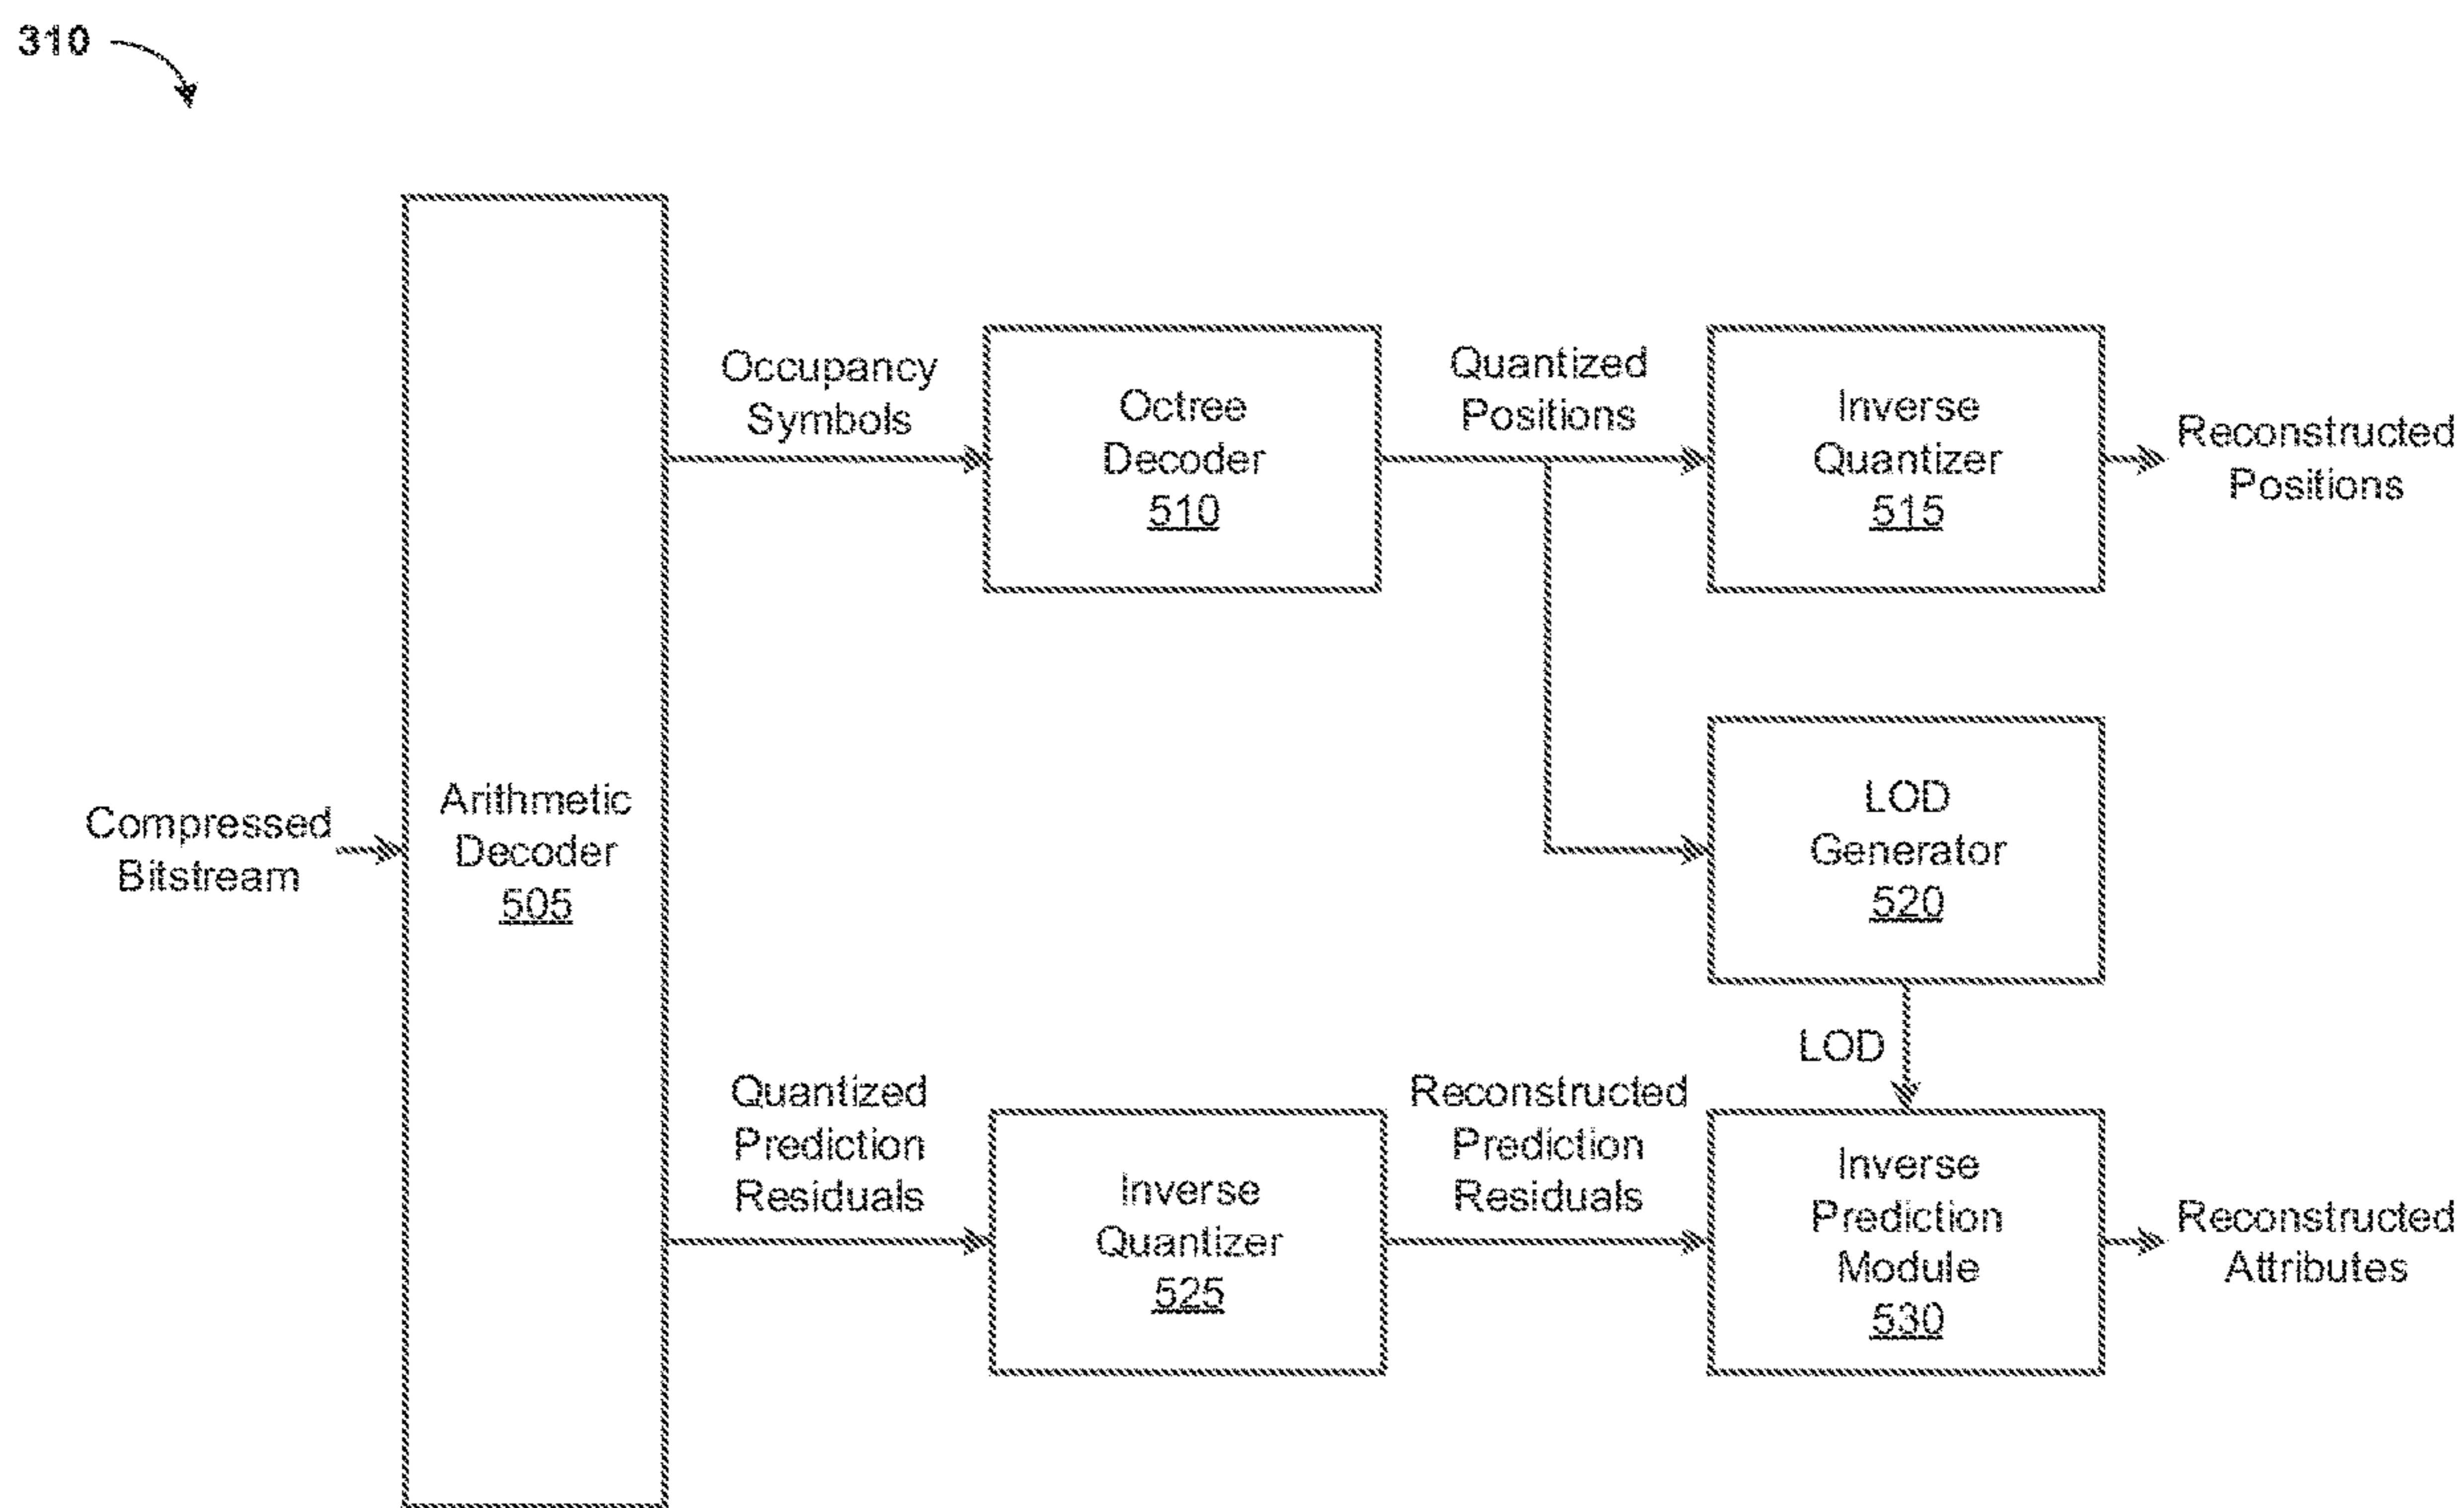 310
Compressed
Bitstream
Arithmetic
Decoder
505
Occupancy
Symbols
Octree
Decoder
510
Quantized
Positions
Inverse
Quantizer
515
Reconstructed
Positions
LOD
Generator
520
LOD
Quantized
Prediction
Residuals
Inverse
Quantizer
525
Reconstructed
Prediction
Residuals
Inverse
Prediction
Module
530
Reconstructed
Attributes